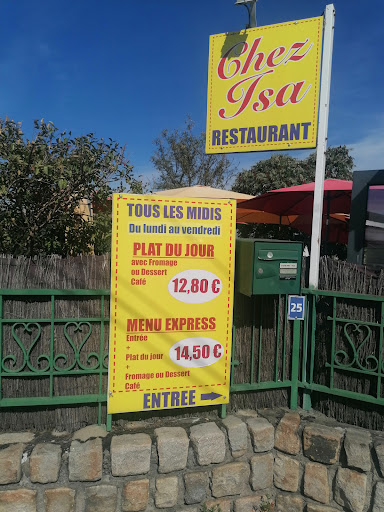 Chez
Isa
RESTAURANT
TOUS LES MIDIS
Du lundi au vendredi
PLAT DU JOUR
avec Fromage
ou Dessert
Café
12,80 €
MENU EXPRESS
Entrée
+
Plat du jour
+
Fromage ou Dessert
Café
14,50 €
ENTREE
25